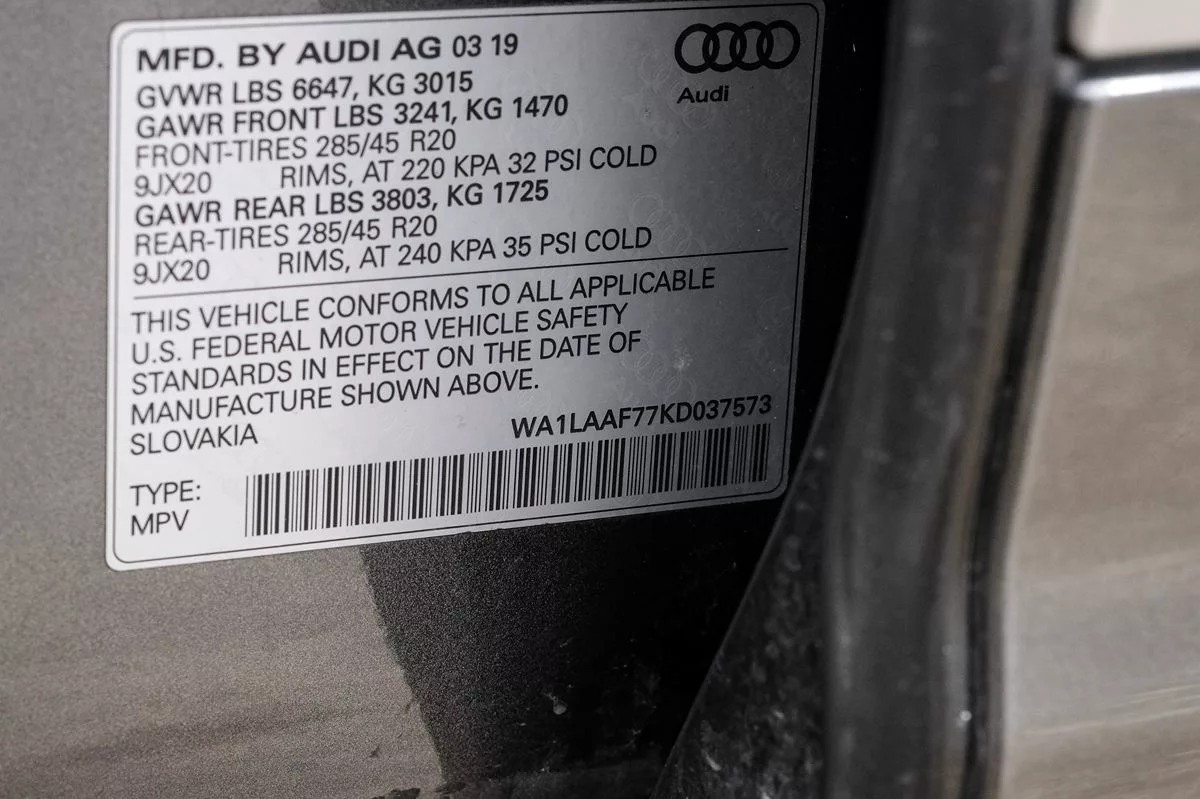 MFD. BY AUDI AG 03 19
Audi
GVWR LBS 6647, KG 3015
GAWR FRONT LBS 3241, KG 1470
FRONT-TIRES 285/45 R20
9JX20 RIMS, AT 220 KPA 32 PSI COLD
GAWR REAR LBS 3803, KG 1725
REAR-TIRES 285/45 R20
9JX20 RIMS, AT 240 KPA 35 PSI COLD
THIS VEHICLE CONFORMS TO ALL APPLICABLE
U.S. FEDERAL MOTOR VEHICLE SAFETY
STANDARDS IN EFFECT ON THE DATE OF
MANUFACTURE SHOWN ABOVE.
SLOVAKIA WA1LAAF77KD037573
TYPE:
MPV